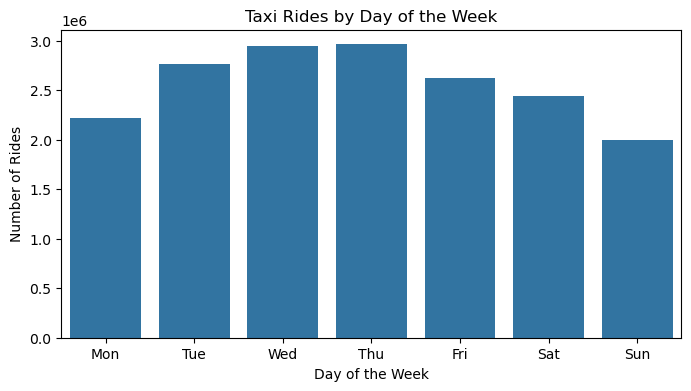 Taxi Rides by Day of the Week
1e6
3.0
2.5
2.0
1.5
1.0
0.5
0.0
Number of Rides
Mon Tue Wed Thu Fri Sat Sun
Day of the Week